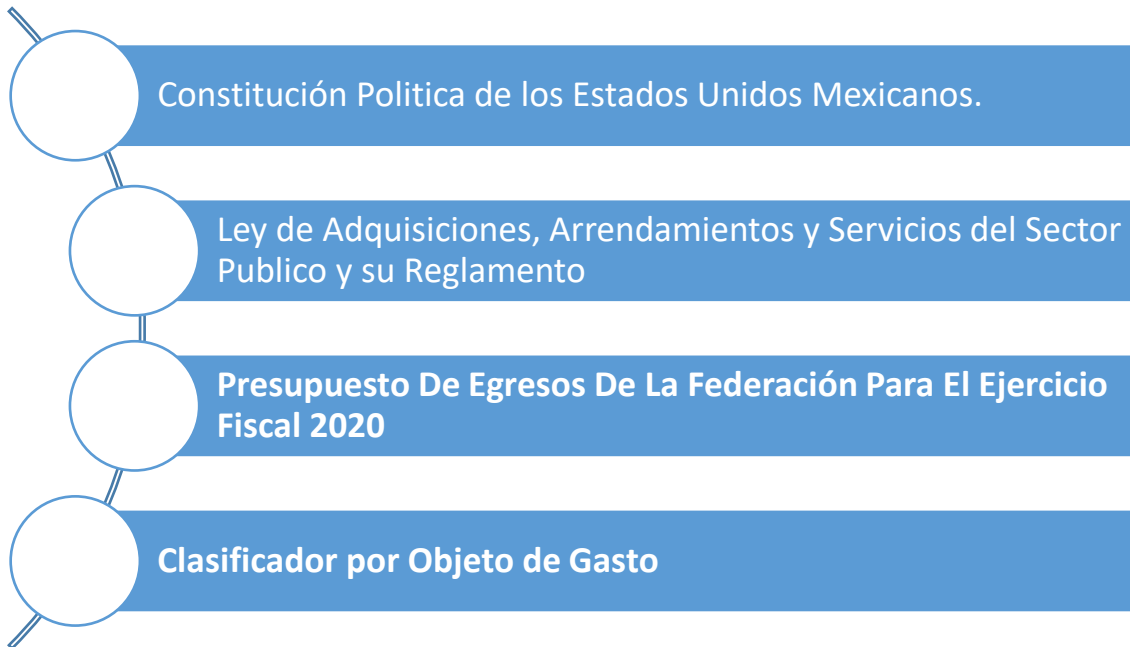 Constitución Politica de los Estados Unidos Mexicanos.
Ley de Adquisiciones, Arrendamientos y Servicios del Sector
Publico y su Reglamento
Presupuesto De Egresos De La Federación Para El Ejercicio
Fiscal 2020
Clasificador por Objeto de Gasto